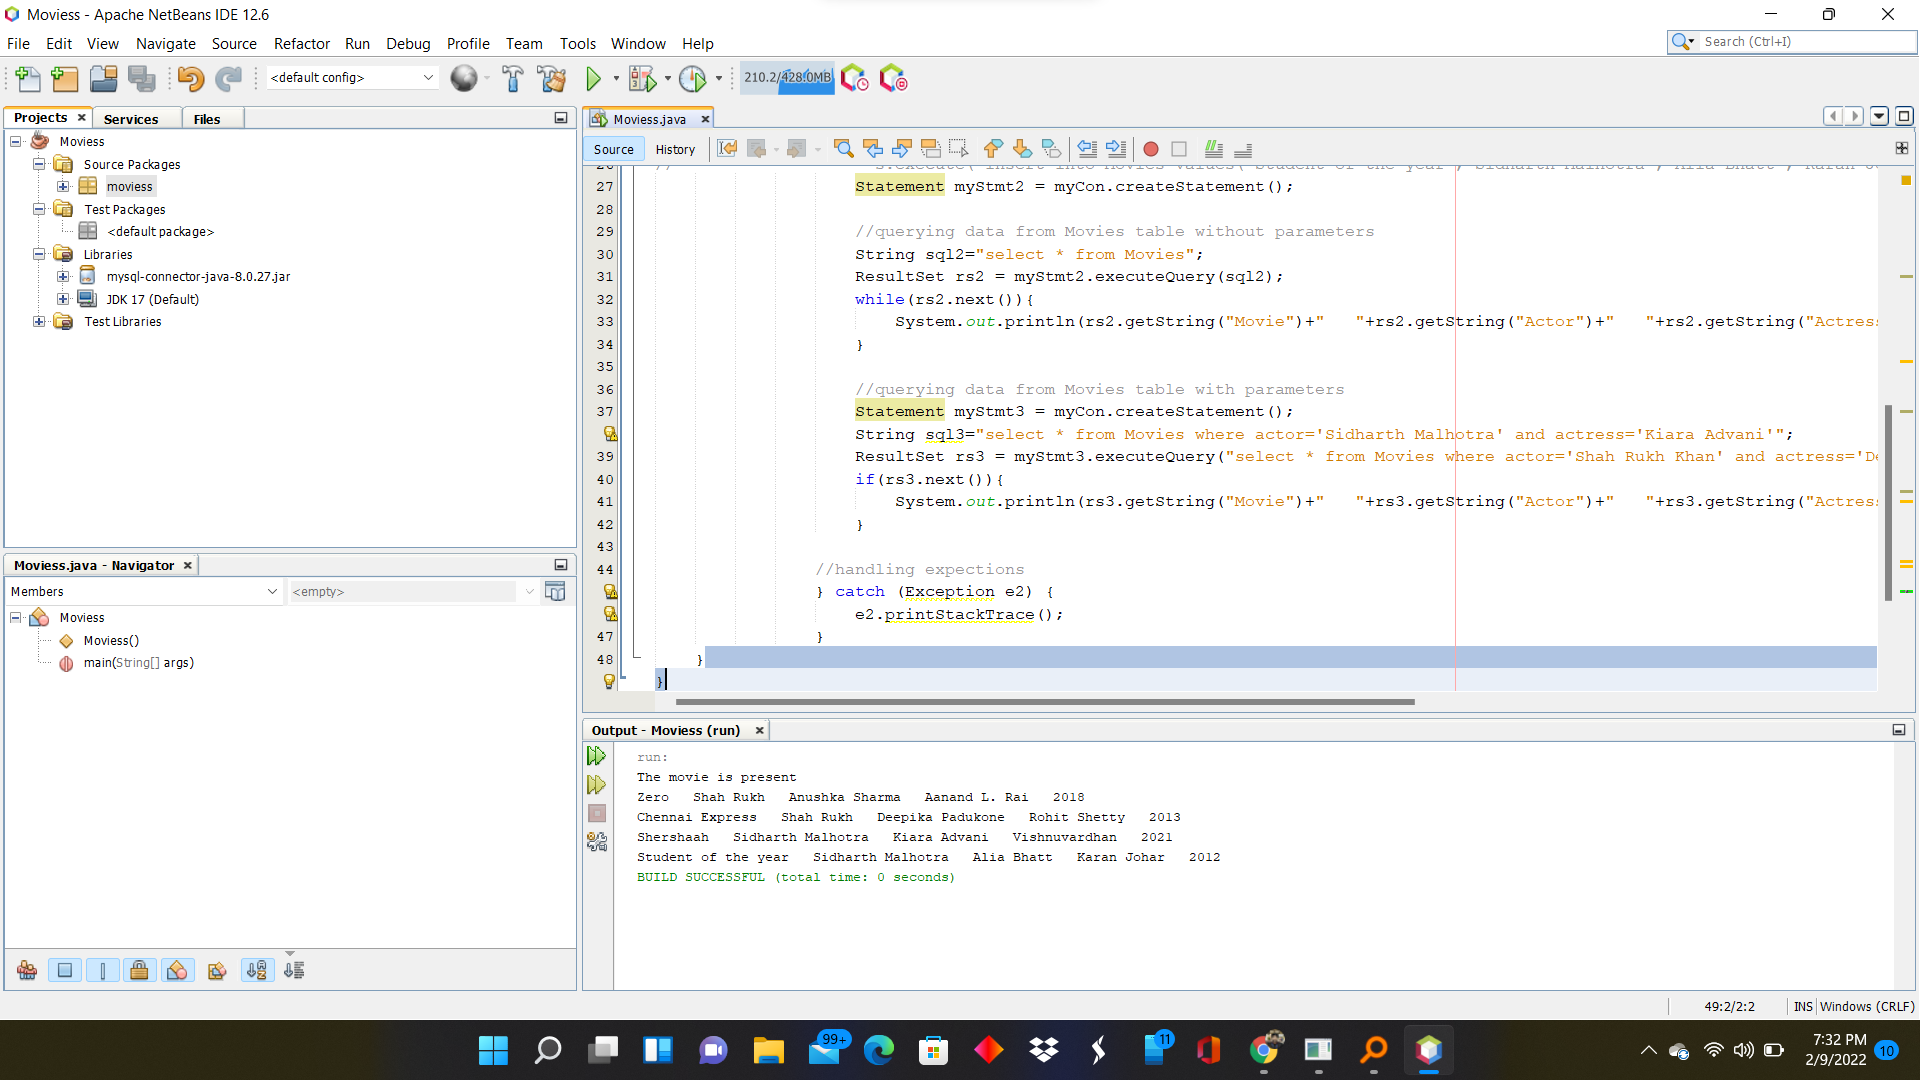 Moviess - Apache NetBeans IDE 12.6
File Edit View Navigate Source Refactor Run Debug Profile Team Tools Window Help
Search (Ctrl+I)
<default config>
210.2/428.0MB
Projects Services Files
Moviess
Source Packages
moviess
Test Packages
<default package>
Libraries
mysql-connector-java-8.0.27.jar
JDK 17 (Default)
Test Libraries
Moviess.java - Navigator
Members
<empty>
Moviess
Moviess()
main(String[] args)
Moviess.java
Source History
27 Statement myStmt2 = myCon.createStatement();
28
29 //querying data from Movies table without parameters
30 String sql2="select * from Movies";
31 ResultSet rs2 = myStmt2.executeQuery(sql2);
32 while(rs2.next()){
33 System.out.println(rs2.getString("Movie")+"   "+rs2.getString("Actor")+"   "+rs2.getString("Actress
34 }
35
36 //querying data from Movies table with parameters
37 Statement myStmt3 = myCon.createStatement();
String sql3="select * from Movies where actor='Sidharth Malhotra' and actress='Kiara Advani'";
39 ResultSet rs3 = myStmt3.executeQuery("select * from Movies where actor='Shah Rukh Khan' and actress='De
40 if(rs3.next()){
41 System.out.println(rs3.getString("Movie")+"   "+rs3.getString("Actor")+"   "+rs3.getString("Actress
42 }
43
44 //handling expections
} catch (Exception e2) {
e2.printStackTrace();
47 }
48 }
}
Output - Moviess (run)
run:
The movie is present
Zero   Shah Rukh   Anushka Sharma   Aanand L. Rai   2018
Chennai Express   Shah Rukh   Deepika Padukone   Rohit Shetty   2013
Shershaah   Sidharth Malhotra   Kiara Advani   Vishnuvardhan   2021
Student of the year   Sidharth Malhotra   Alia Bhatt   Karan Johar   2012
BUILD SUCCESSFUL (total time: 0 seconds)
49:2/2:2 INS Windows (CRLF)
99+
11
7:32 PM
2/9/2022
10